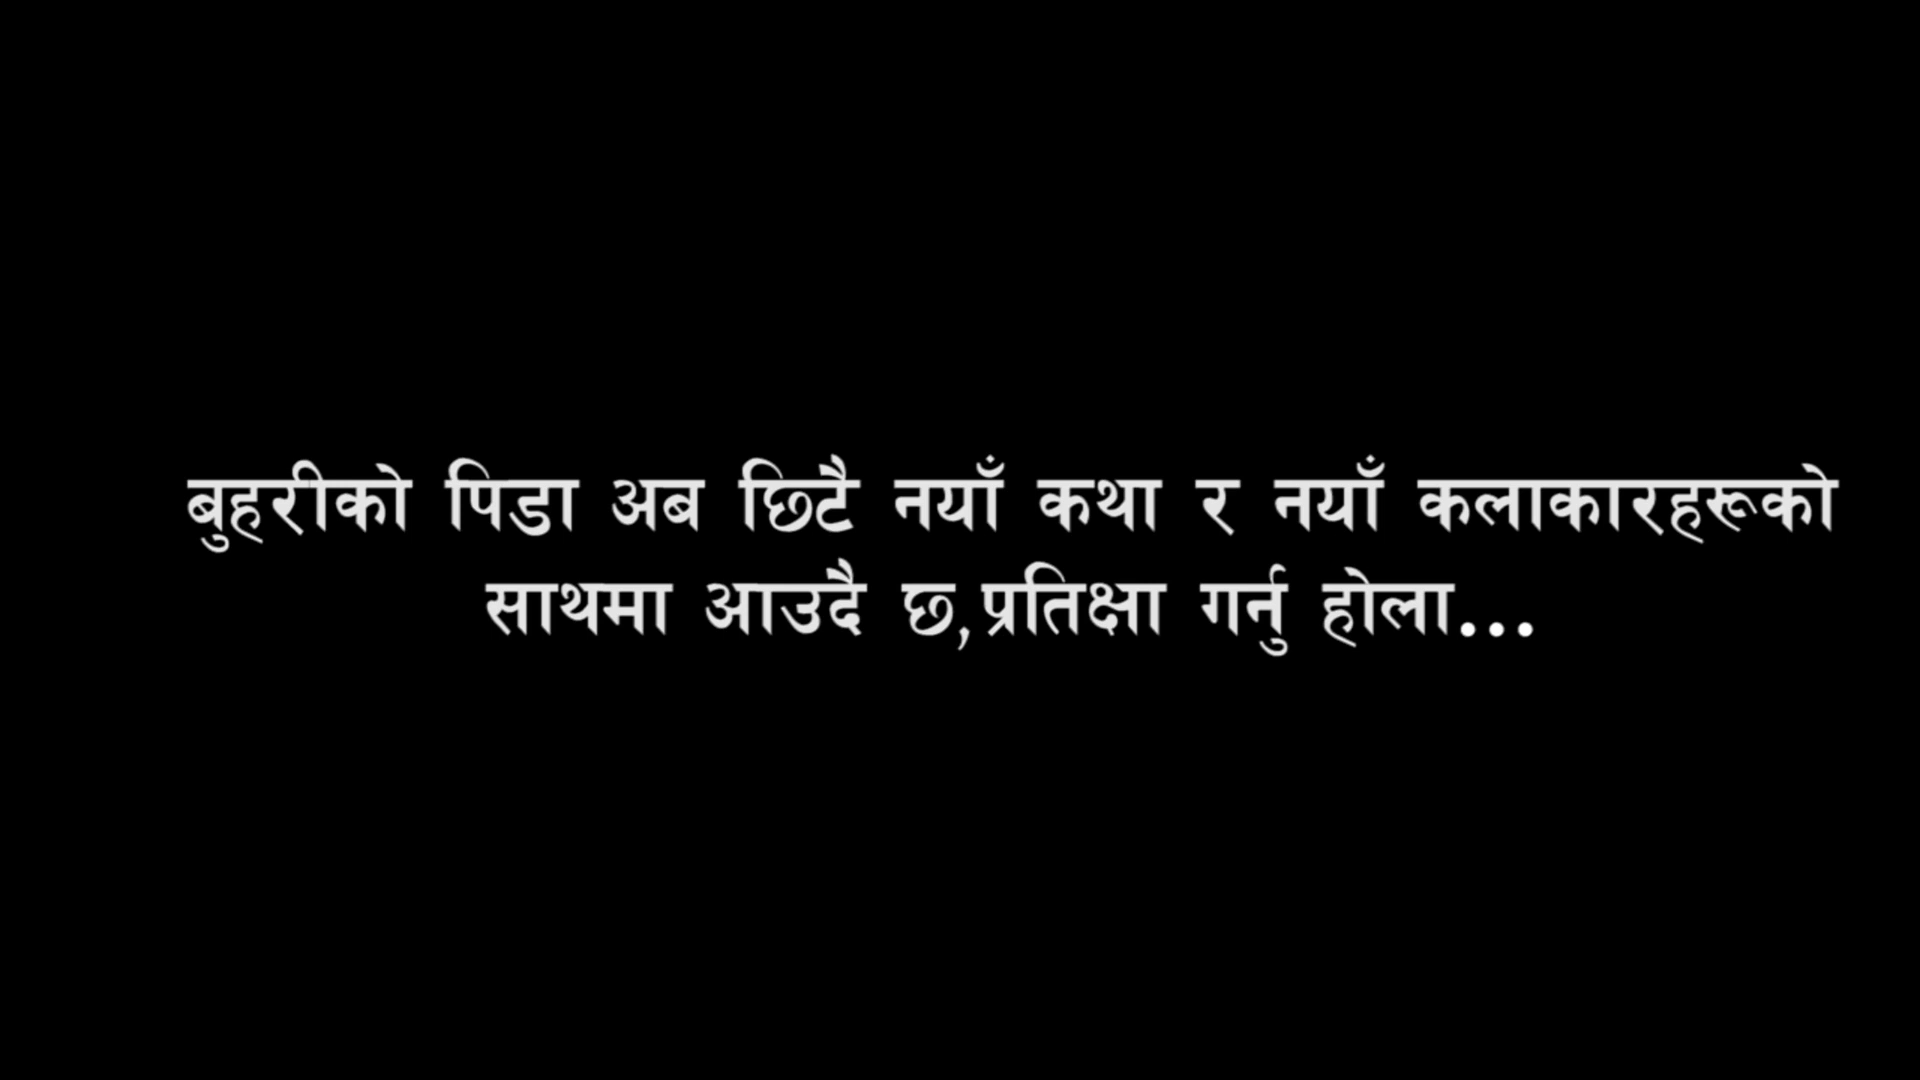 बुहरीको पिडा अब छ्टिै नयाँ कथा र नयाँ कलाकारहरूको
साथमा आउदै छ,प्रतिक्षा गर्नु होला...